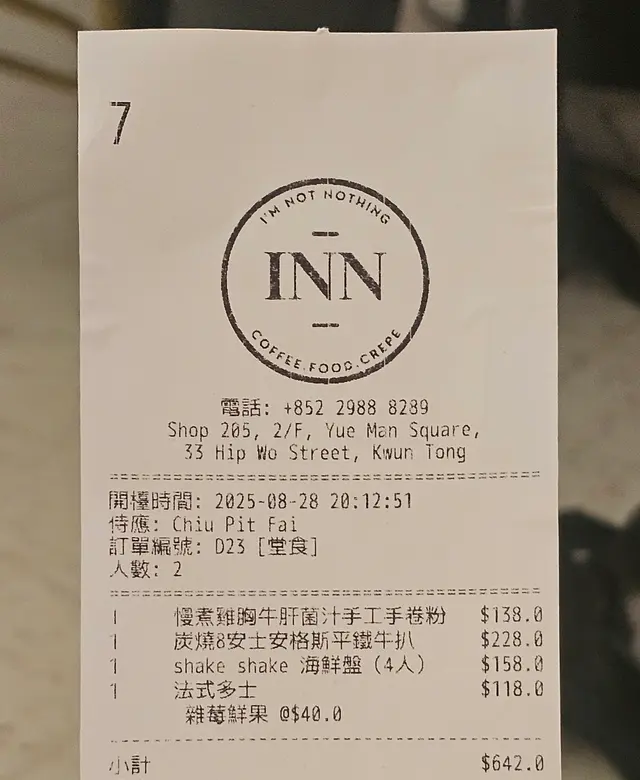 7
I'M NOT NOTHING
INN
COFFEE.FOOD.CREPE
電話: +852 2988 8289
Shop 205, 2/F, Yue Man Square,
33 Hip Wo Street, Kwun Tong
開檯時間: 2025-08-28 20:12:51
侍應: Chiu Pit Fai
訂單編號: D23 [堂食]
人數: 2
1 慢煮雞胸牛肝菌汁手工手卷粉 $138.0
1 炭燒8安士安格斯平鐵牛扒 $228.0
1 shake shake 海鮮盤（4人） $158.0
1 法式多士 $118.0
雜莓鮮果 @$40.0
小計 $642.0